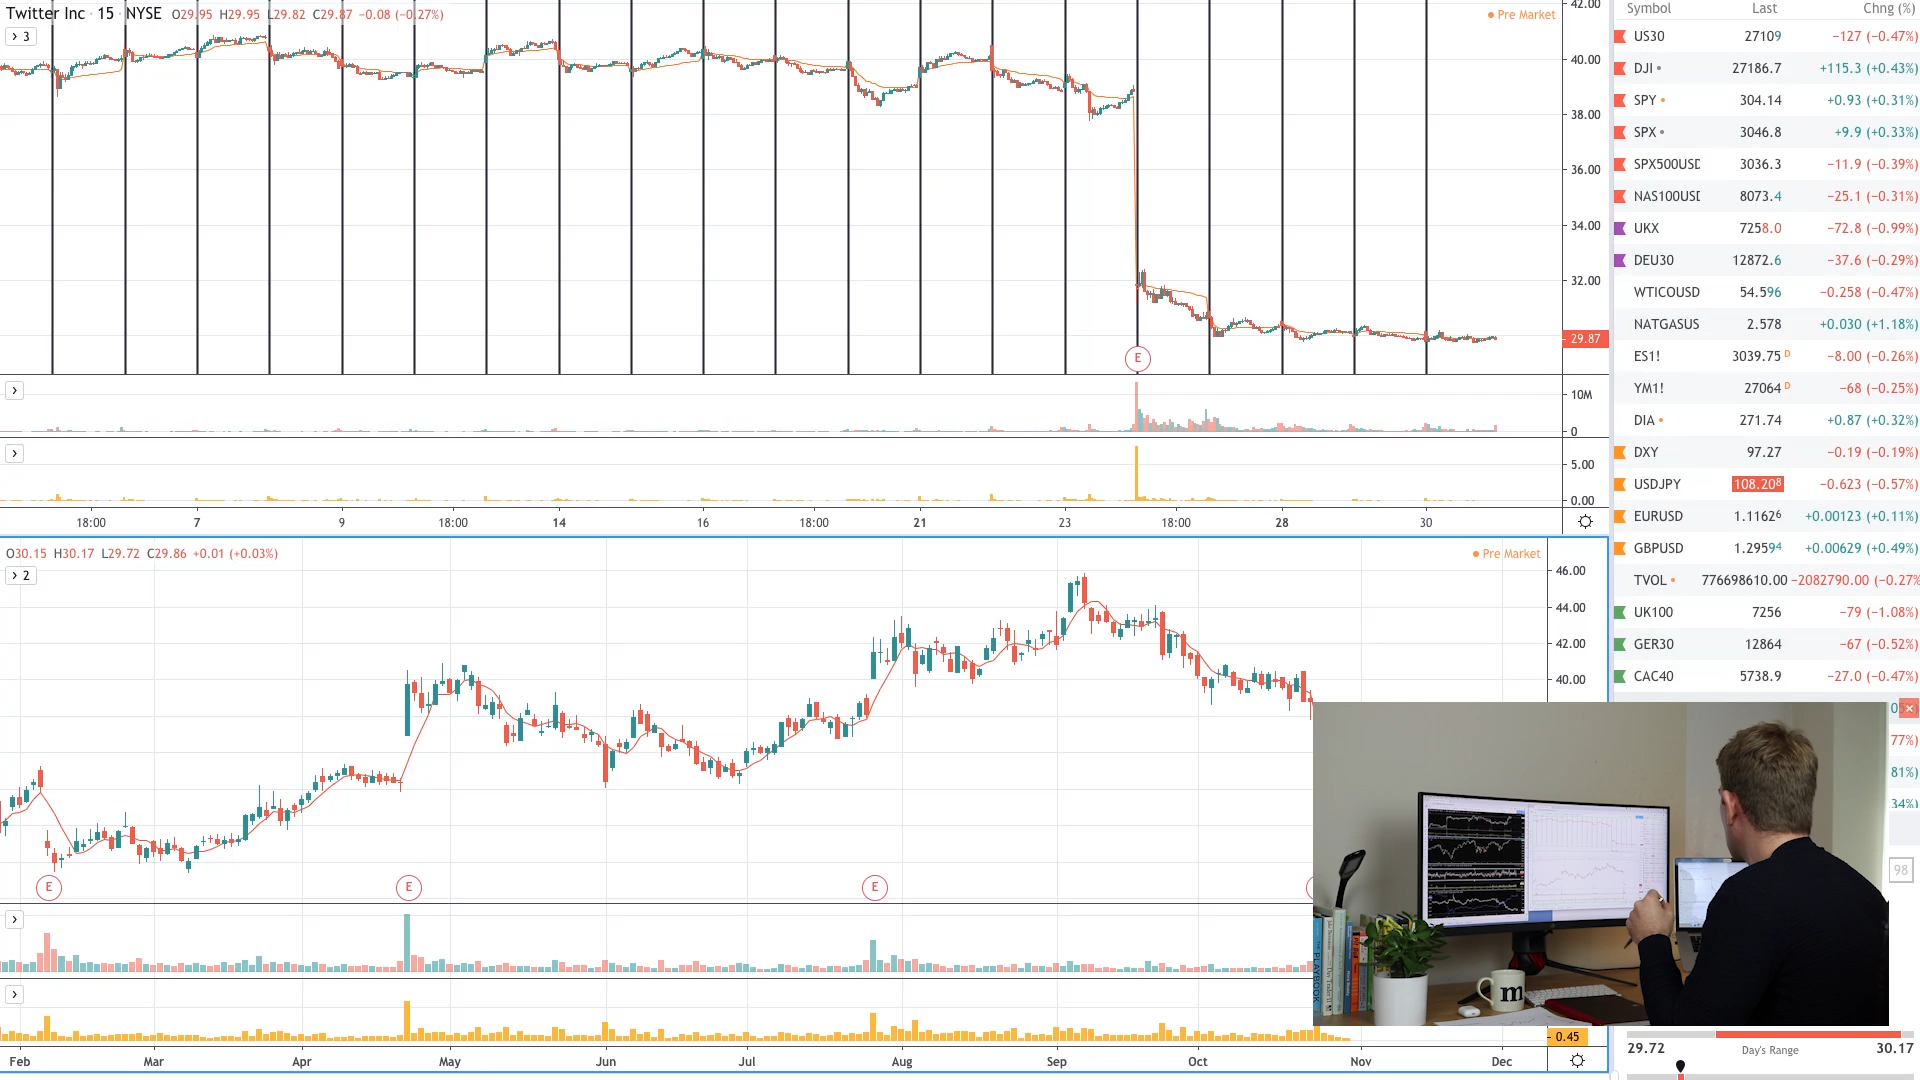 Twitter Inc · 15 · NYSE O29.95 H29.95 L29.82 C29.87 −0.08 (−0.27%)
Pre Market
3
42.00
40.00
38.00
36.00
34.00
32.00
29.87
E
10M
0
5.00
0.00
18:00 7 9 18:00 14 16 18:00 21 23 18:00 28 30
O30.15 H30.17 L29.72 C29.86 +0.01 (+0.03%)
Pre Market
2
46.00
44.00
42.00
40.00
E E E
0.45
Feb Mar Apr May Jun Jul Aug Sep Oct Nov Dec
Symbol Last Chng (%)
US30 27109 −127 (−0.47%)
DJI 27186.7 +115.3 (+0.43%)
SPY 304.14 +0.93 (+0.31%)
SPX 3046.8 +9.9 (+0.33%)
SPX500USD 3036.3 −11.9 (−0.39%)
NAS100USD 8073.4 −25.1 (−0.31%)
UKX 7258.0 −72.8 (−0.99%)
DEU30 12872.6 −37.6 (−0.29%)
WTICOUSD 54.596 −0.258 (−0.47%)
NATGASUS 2.578 +0.030 (+1.18%)
ES1! 3039.75 D −8.00 (−0.26%)
YM1! 27064 D −68 (−0.25%)
DIA 271.74 +0.87 (+0.32%)
DXY 97.27 −0.19 (−0.19%)
USDJPY 108.208 −0.623 (−0.57%)
EURUSD 1.11626 +0.00123 (+0.11%)
GBPUSD 1.29594 +0.00629 (+0.49%)
TVOL 776698610.00 −2082790.00 (−0.27%
UK100 7256 −79 (−1.08%)
GER30 12864 −67 (−0.52%)
CAC40 5738.9 −27.0 (−0.47%)
77%)
81%)
34%)
98
PLAYBOOK
m
29.72 Day's Range 30.17